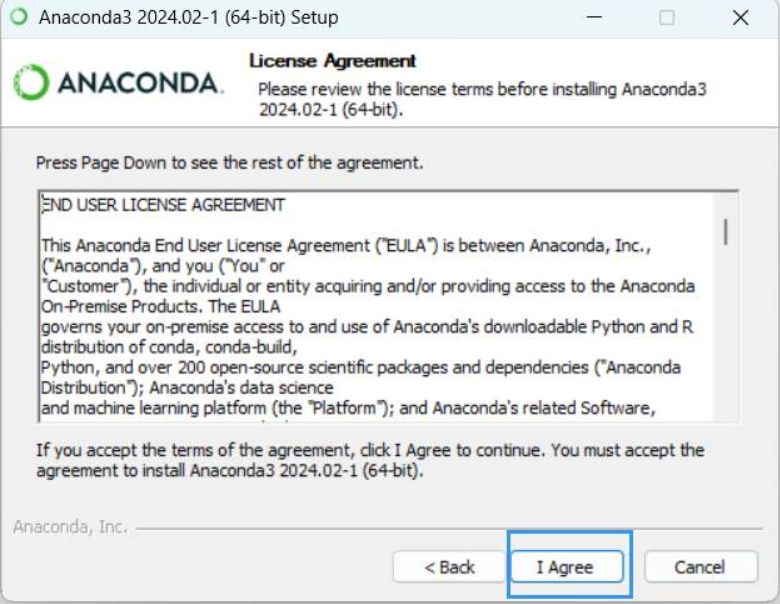 Anaconda3 2024.02-1 (64-bit) Setup
License Agreement
ANACONDA.
Please review the license terms before installing Anaconda3
2024.02-1 (64-bit).
Press Page Down to see the rest of the agreement.
END USER LICENSE AGREEMENT
This Anaconda End User License Agreement ("EULA") is between Anaconda, Inc.,
("Anaconda"), and you ("You" or
"Customer"), the individual or entity acquiring and/or providing access to the Anaconda
On-Premise Products. The EULA
governs your on-premise access to and use of Anaconda's downloadable Python and R
distribution of conda, conda-build,
Python, and over 200 open-source scientific packages and dependencies ("Anaconda
Distribution"); Anaconda's data science
and machine learning platform (the "Platform"); and Anaconda's related Software,
If you accept the terms of the agreement, click I Agree to continue. You must accept the
agreement to install Anaconda3 2024.02-1 (64-bit).
Anaconda, Inc.
< Back
I Agree
Cancel